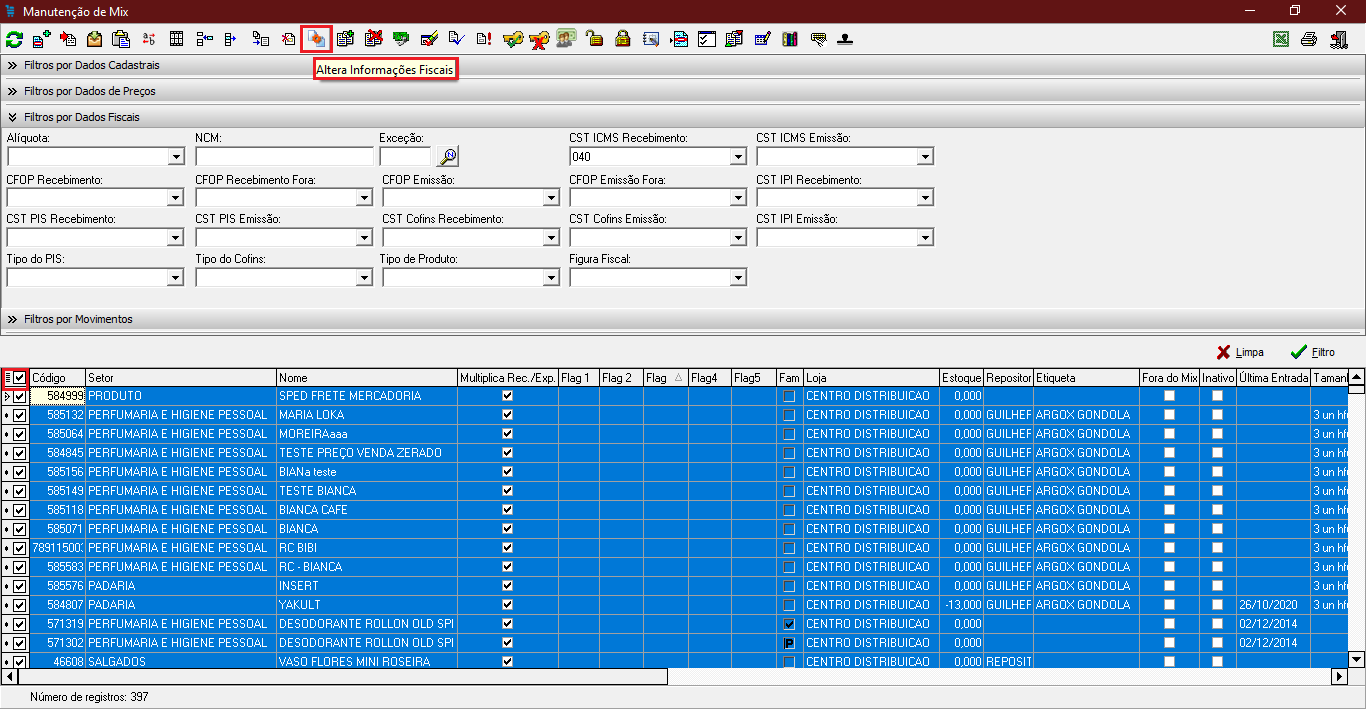 Manutenção de Mix
Altera Informações Fiscais
Filtros por Dados Cadastrais
Filtros por Dados de Preços
Filtros por Dados Fiscais
Alíquota: NCM: Exceção: CST ICMS Recebimento: CST ICMS Emissão:
040
CFOP Recebimento: CFOP Recebimento Fora: CFOP Emissão: CFOP Emissão Fora: CST IPI Recebimento:
CST PIS Recebimento: CST PIS Emissão: CST Cofins Recebimento: CST Cofins Emissão: CST IPI Emissão:
Tipo do PIS: Tipo do Cofins: Tipo de Produto: Figura Fiscal:
Filtros por Movimentos
Limpa Filtro
Código Setor Nome Multiplica Rec./Exp. Flag 1 Flag 2 Flag Flag4 Flag5 Fam Loja Estoque Repositor Etiqueta Fora do Mix Inativo Última Entrada Taman
584999 PRODUTO SPED FRETE MERCADORIA CENTRO DISTRIBUICAO 0,000
585132 PERFUMARIA E HIGIENE PESSOAL MARIA LOKA CENTRO DISTRIBUICAO 0,000 GUILHEF ARGOX GONDOLA 3 un hf
585064 PERFUMARIA E HIGIENE PESSOAL MOREIRAaaa CENTRO DISTRIBUICAO 0,000 GUILHEF ARGOX GONDOLA 3 un hf
584845 PERFUMARIA E HIGIENE PESSOAL TESTE PREÇO VENDA ZERADO CENTRO DISTRIBUICAO 0,000 GUILHEF ARGOX GONDOLA 3 un hf
585156 PERFUMARIA E HIGIENE PESSOAL BIANa teste CENTRO DISTRIBUICAO 0,000 GUILHEF ARGOX GONDOLA 3 un hf
585149 PERFUMARIA E HIGIENE PESSOAL TESTE BIANCA CENTRO DISTRIBUICAO 0,000 GUILHEF ARGOX GONDOLA 3 un hf
585118 PERFUMARIA E HIGIENE PESSOAL BIANCA CAFE CENTRO DISTRIBUICAO 0,000 GUILHEF ARGOX GONDOLA 3 un hf
585071 PERFUMARIA E HIGIENE PESSOAL BIANCA CENTRO DISTRIBUICAO 0,000 GUILHEF ARGOX GONDOLA 3 un hf
78911500 PERFUMARIA E HIGIENE PESSOAL RC BIBI CENTRO DISTRIBUICAO 0,000 GUILHEF ARGOX GONDOLA 3 un hf
585583 PERFUMARIA E HIGIENE PESSOAL RC - BIANCA CENTRO DISTRIBUICAO 0,000 GUILHEF ARGOX GONDOLA 3 un hf
585576 PADARIA INSERT CENTRO DISTRIBUICAO 0,000 GUILHEF ARGOX GONDOLA 3 un hf
584807 PADARIA YAKULT CENTRO DISTRIBUICAO -13,000 GUILHEF ARGOX GONDOLA 26/10/2020 3 un hf
571319 PERFUMARIA E HIGIENE PESSOAL DESODORANTE ROLLON OLD SPI CENTRO DISTRIBUICAO 0,000 02/12/2014
571302 PERFUMARIA E HIGIENE PESSOAL DESODORANTE ROLLON OLD SPI CENTRO DISTRIBUICAO 0,000 02/12/2014
46608 SALGADOS VASO FLORES MINI ROSEIRA CENTRO DISTRIBUICAO 0,000 REPOSIT
Número de registros: 397